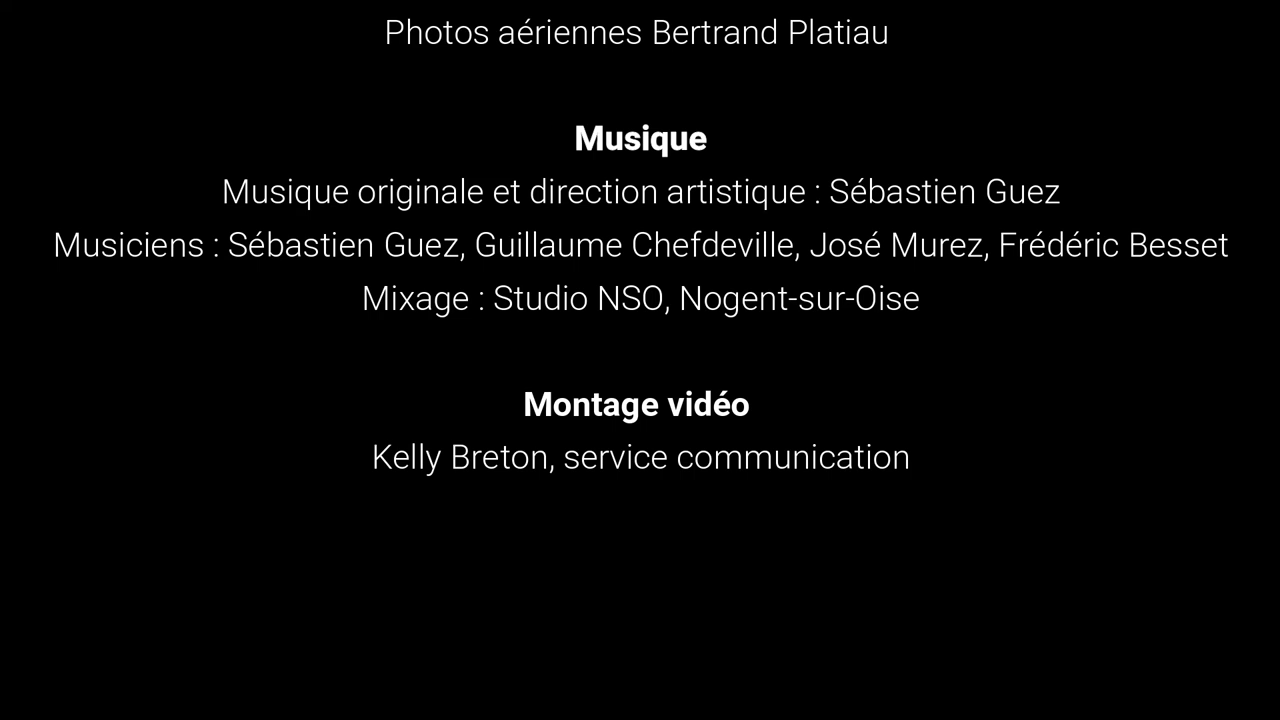 Photos aériennes Bertrand Platiau
Musique
Musique originale et direction artistique : Sébastien Guez
Musiciens : Sébastien Guez, Guillaume Chefdeville, José Murez, Frédéric Besset
Mixage : Studio NSO, Nogent-sur-Oise
Montage vidéo
Kelly Breton, service communication